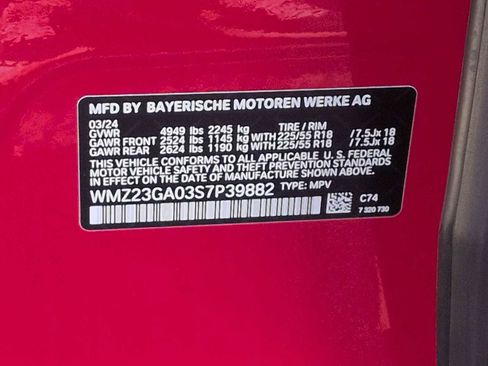 MFD BY BAYERISCHE MOTOREN WERKE AG
03/24 TIRE / RIM
GVWR 4949 lbs 2245 kg
GAWR FRONT 2524 lbs 1145 kg WITH 225/55 R18 / 7.5Jx 18
GAWR REAR 2624 lbs 1190 kg WITH 225/55 R18 / 7.5Jx 18
THIS VEHICLE CONFORMS TO ALL APPLICABLE U.S. FEDERAL
MOTOR VEHICLE SAFETY AND THEFT PREVENTION STANDARDS
IN EFFECT ON THE DATE OF MANUFACTURE SHOWN ABOVE.
WMZ23GA03S7P39882 TYPE: MPV
C74
7 320 730